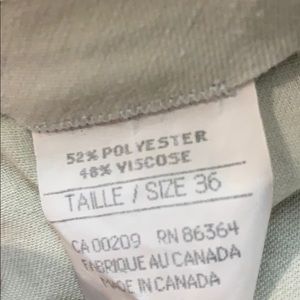 52% POLYESTER
48% VISCOSE
TAILLE / SIZE 36
CA 00209 RN 86364
FABRIQUE AU CANADA
MADE IN CANADA